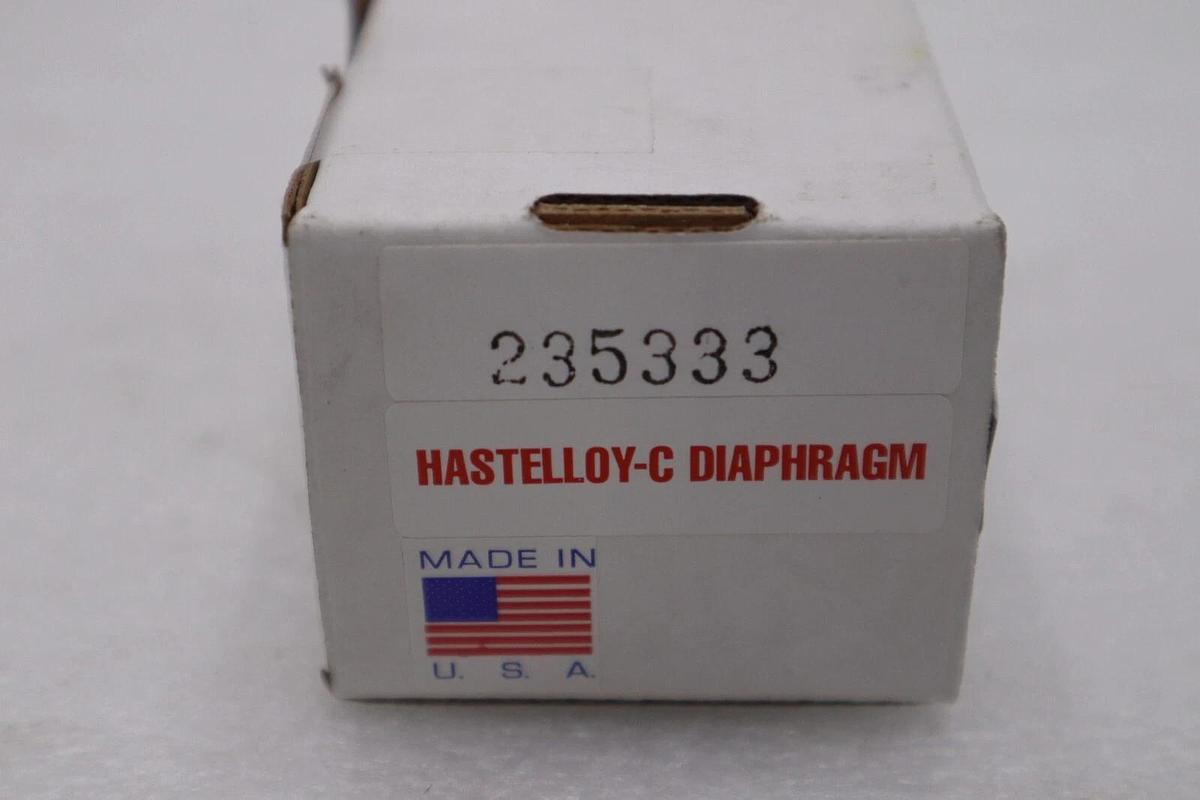 235333
HASTELLOY-C DIAPHRAGM
MADE IN
U. S. A.